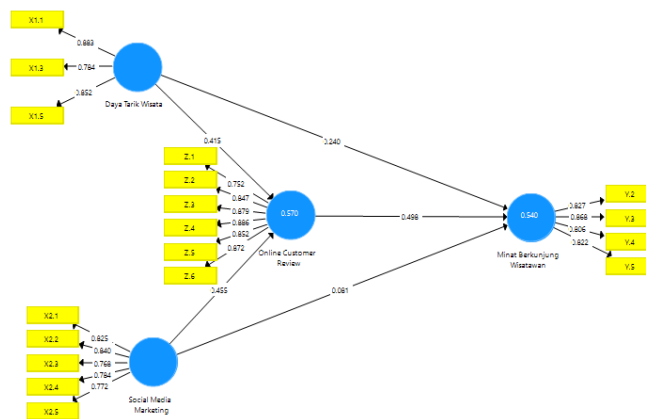 X1.1
0.883
X1.3
0.784
X1.5
0.852
Daya Tarik Wisata
0.415
0.240
Z.1
0.752
Z.2
0.847
Z.3
0.879
Z.4
0.886
Z.5
0.852
Z.6
0.872
0.570
Online Customer
Review
0.498
0.540
Minat Berkunjung
Wisatawan
Y.2
0.827
Y.3
0.868
Y.4
0.806
Y.5
0.822
0.455
0.081
X2.1
0.825
X2.2
0.840
X2.3
0.768
X2.4
0.784
X2.5
0.772
Social Media
Marketing